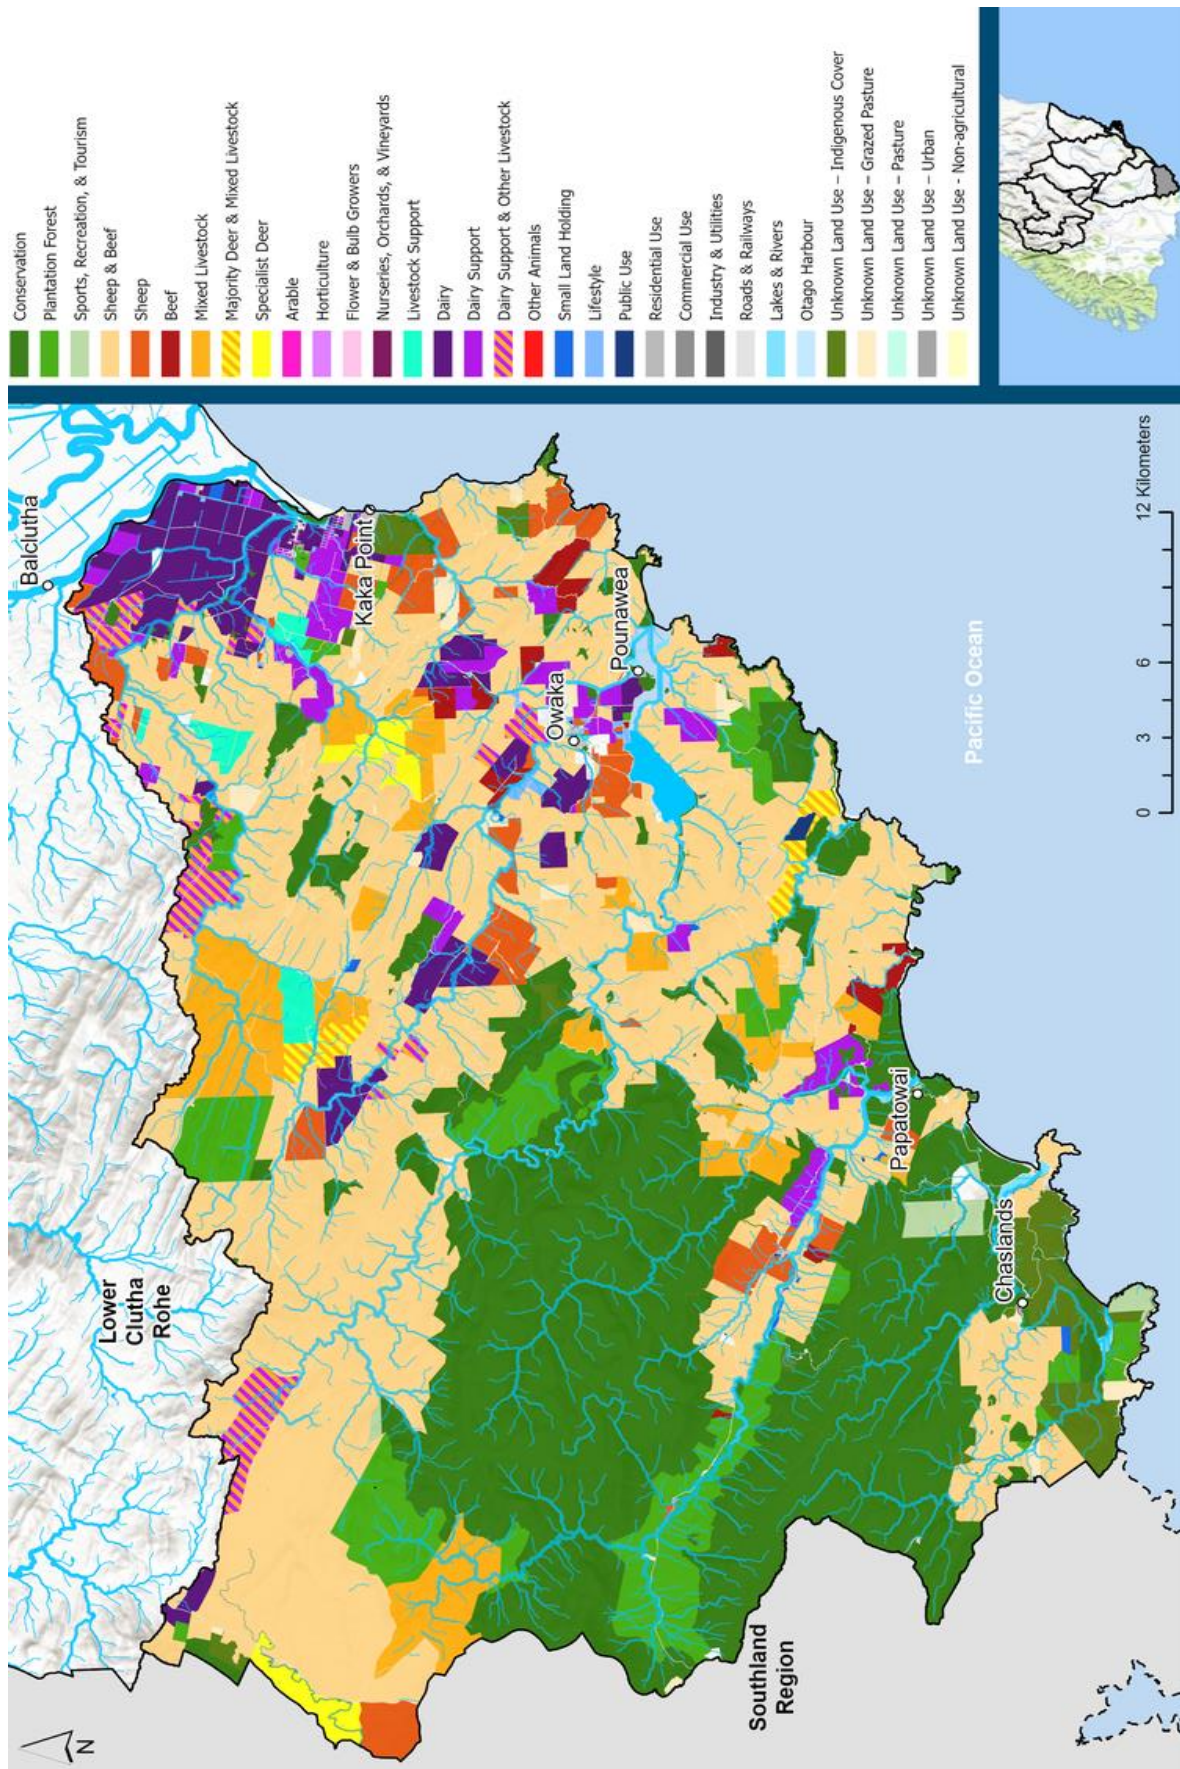 Conservation
Plantation Forest
Sports, Recreation, & Tourism
Sheep & Beef
Sheep
Beef
Mixed Livestock
Majority Deer & Mixed Livestock
Specialist Deer
Arable
Horticulture
Flower & Bulb Growers
Nurseries, Orchards, & Vineyards
Livestock Support
Dairy
Dairy Support
Dairy Support & Other Livestock
Other Animals
Small Land Holding
Lifestyle
Public Use
Residential Use
Commercial Use
Industry & Utilities
Roads & Railways
Lakes & Rivers
Otago Harbour
Unknown Land Use – Indigenous Cover
Unknown Land Use – Grazed Pasture
Unknown Land Use – Pasture
Unknown Land Use – Urban
Unknown Land Use - Non-agricultural
N
Lower
Clutha
Rohe
Balclutha
Kaka Point
Owaka
Pounawea
Papatowai
Chaslands
Southland
Region
Pacific Ocean
0
3
6
12 Kilometers